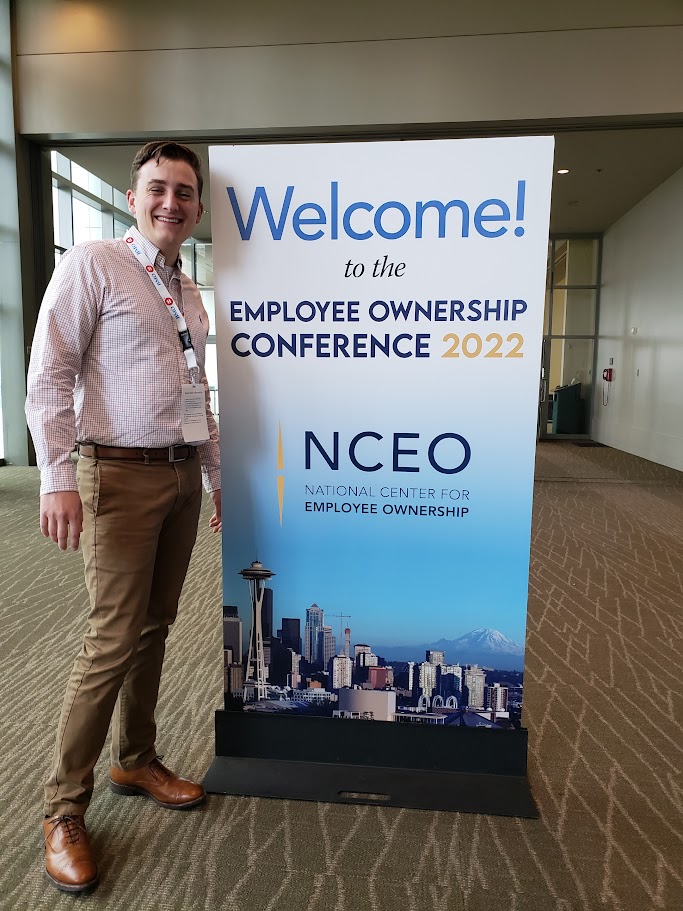 Welcome!
to the
EMPLOYEE OWNERSHIP
CONFERENCE 2022
NCEO
NATIONAL CENTER FOR
EMPLOYEE OWNERSHIP